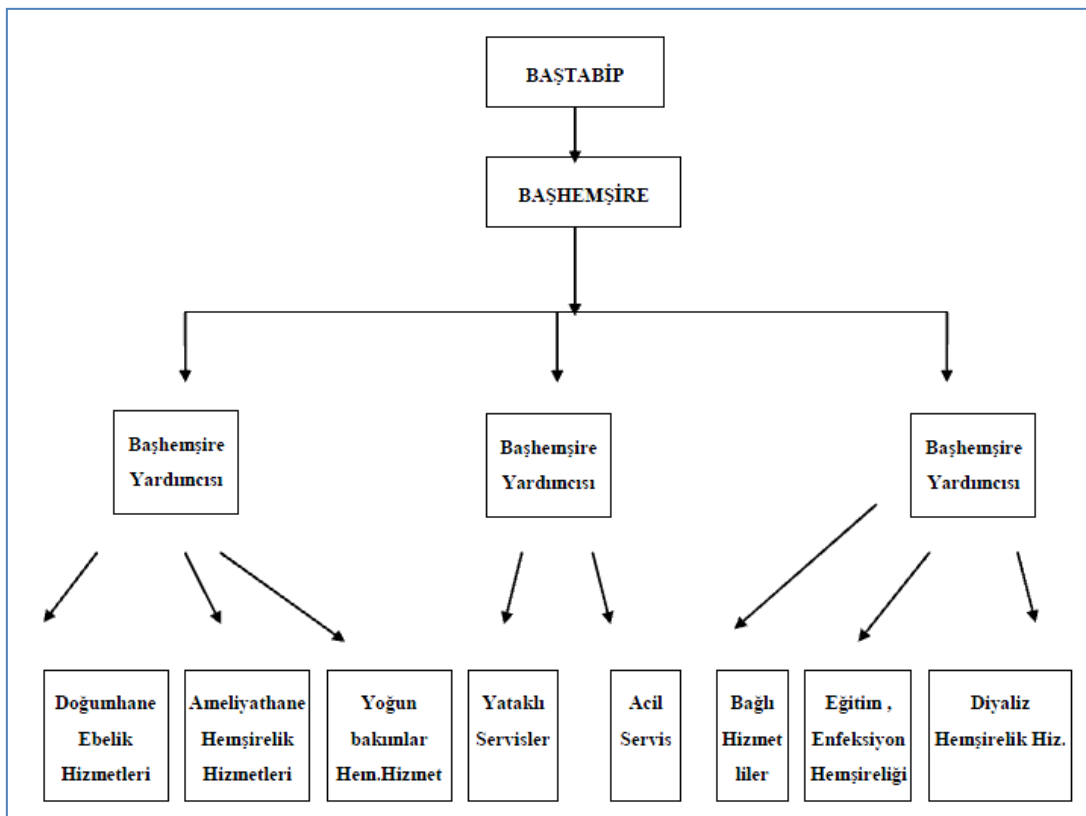 BAŞTABİP
BAŞHEMŞİRE
Başhemşire
Yardımcısı
Başhemşire
Yardımcısı
Başhemşire
Yardımcısı
Doğumhane
Ebelik
Hizmetleri
Ameliyathane
Hemşirelik
Hizmetleri
Yoğun
bakımlar
Hem.Hizmet
Yataklı
Servisler
Acil
Servis
Bağlı
Hizmet
liler
Eğitim ,
Enfeksiyon
Hemşireliği
Diyaliz
Hemşirelik Hiz.